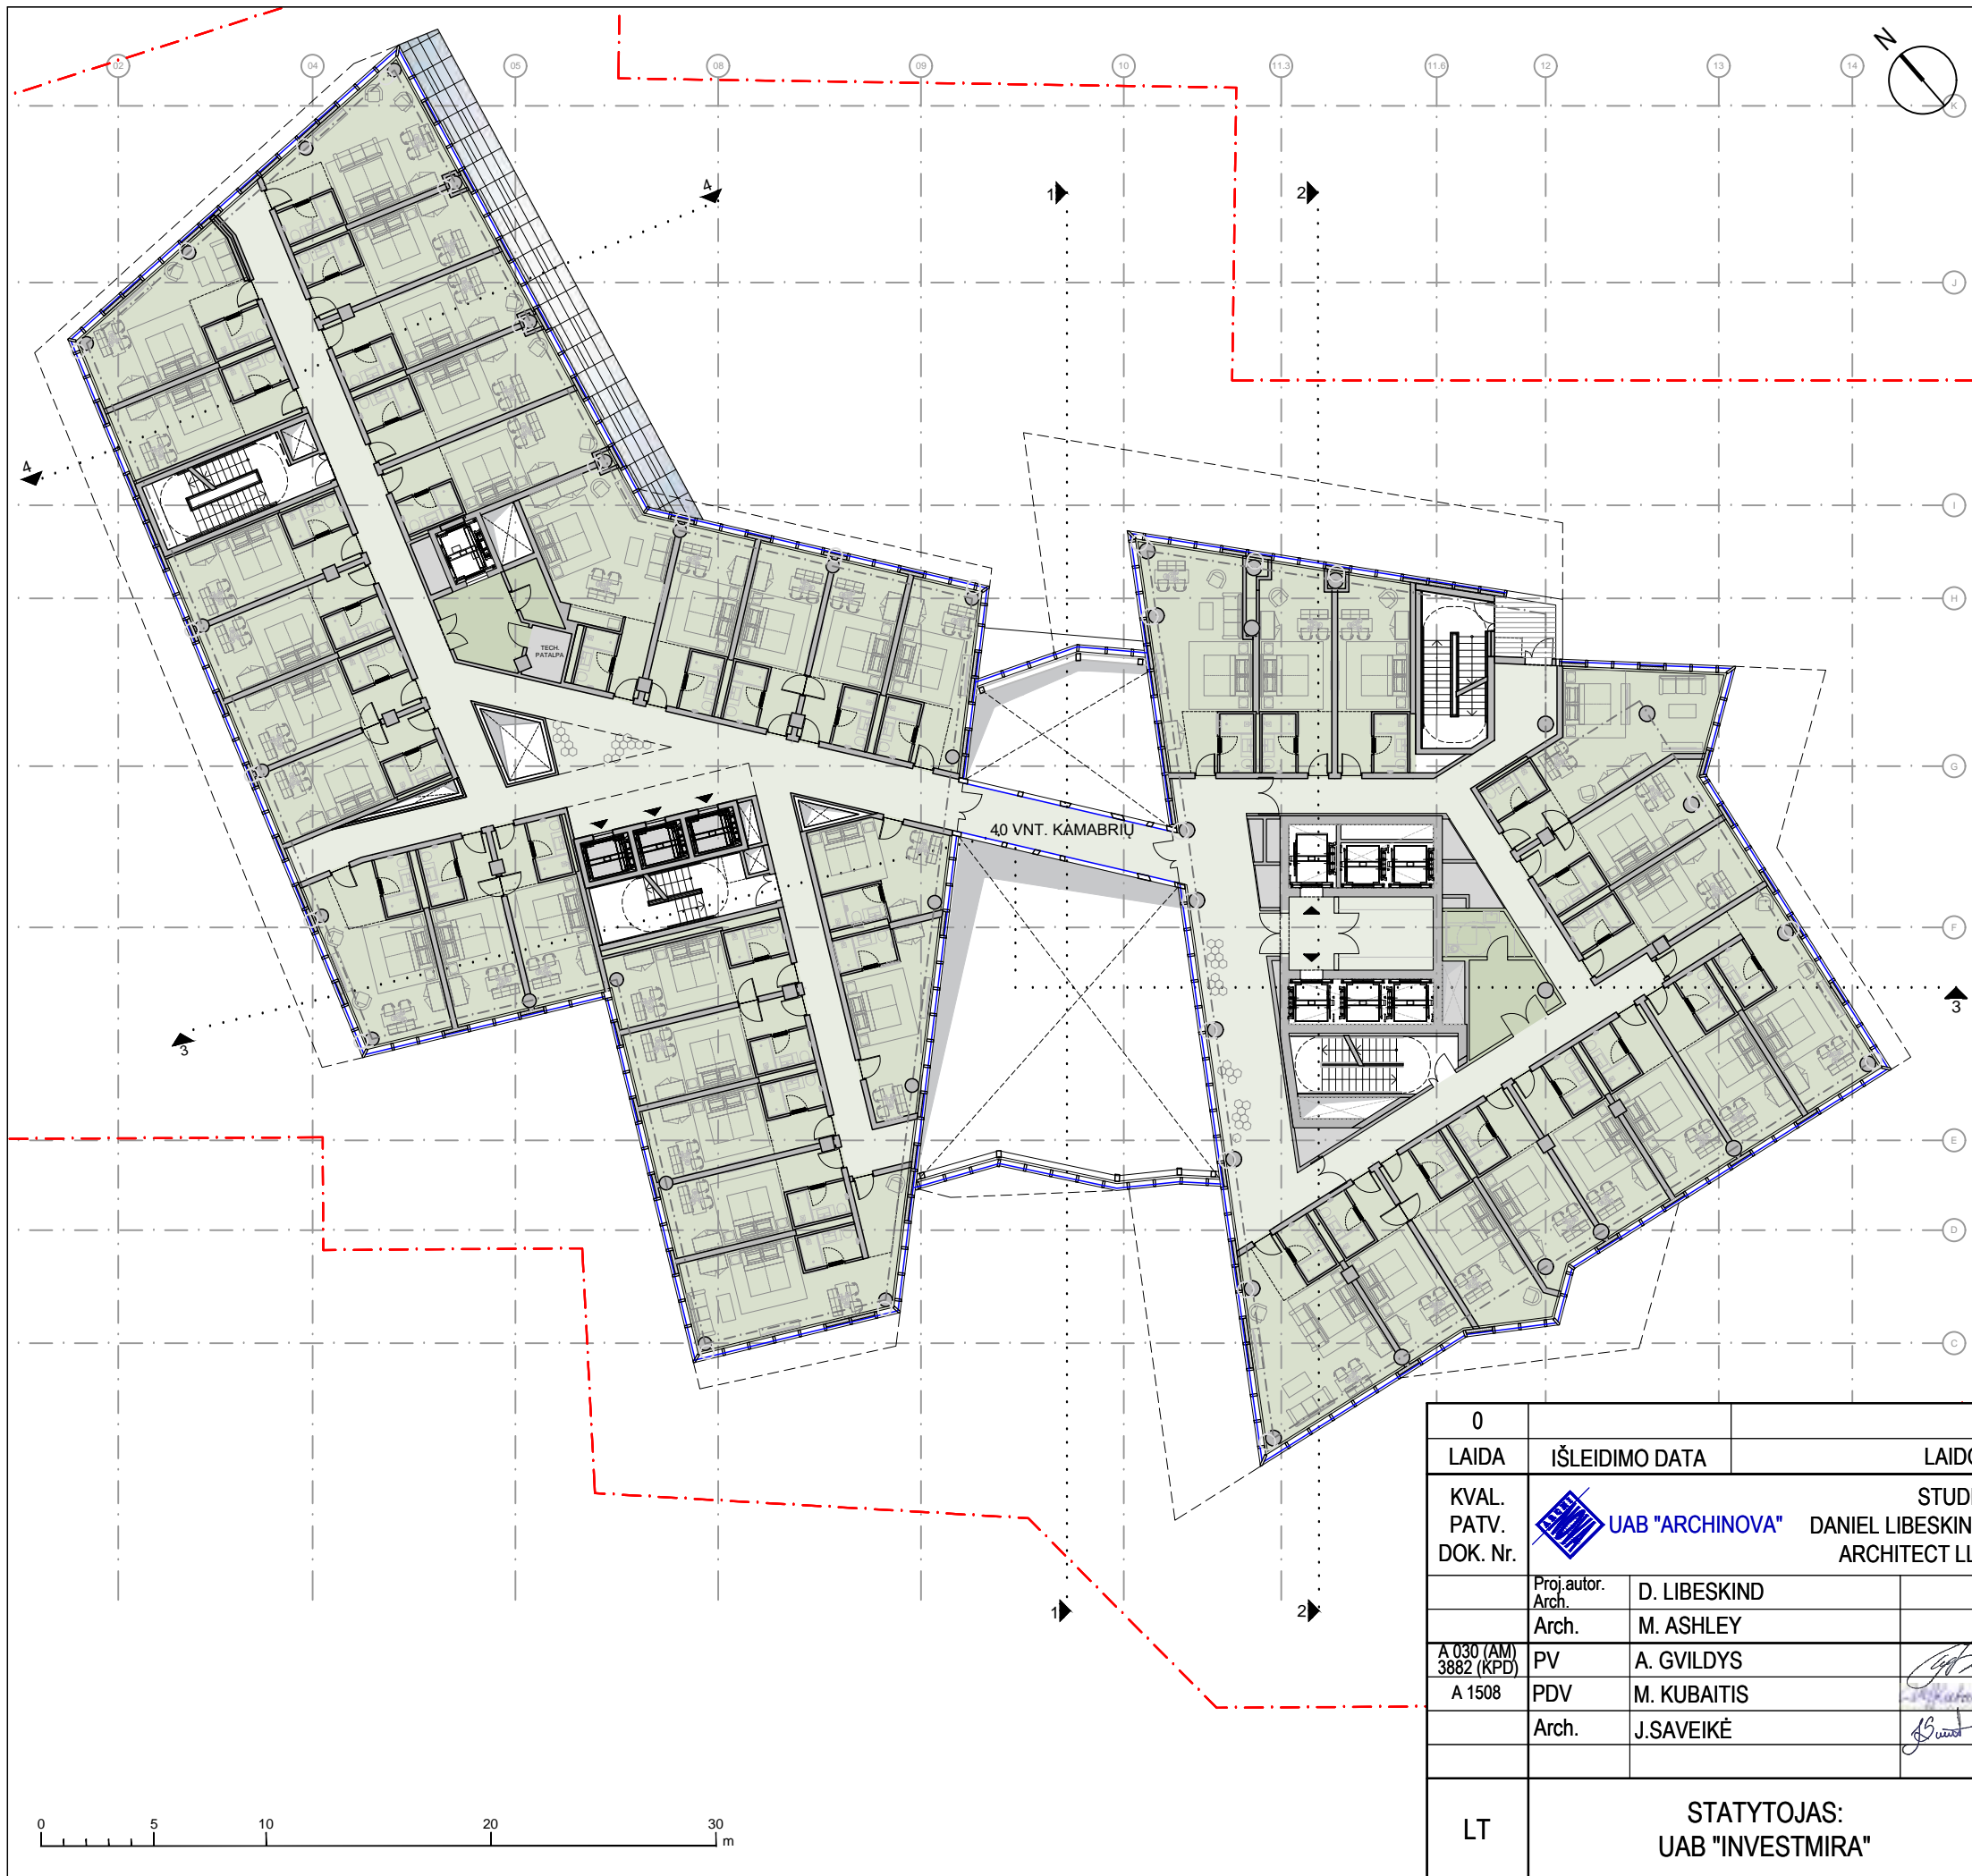 02 04 05 08 09 10 11.3 11.6 12 13 14
N
K
4
1 2
J
4
I
H
TECH.
PATALPA
G
40 VNT. KAMABRIŲ
F
3
3
E
D
C
1 2
0
LAIDA IŠLEIDIMO DATA LAIDO
KVAL.
PATV.
DOK. Nr.
ARCHINOVA
UAB "ARCHINOVA"
STUDI
DANIEL LIBESKIN
ARCHITECT LL
Proj.autor.
Arch.
D. LIBESKIND
Arch. M. ASHLEY
A 030 (AM)
3882 (KPD)
PV A. GVILDYS
A 1508 PDV M. KUBAITIS
Arch. J.SAVEIKĖ
LT
STATYTOJAS:
UAB "INVESTMIRA"
0 5 10 20 30
m